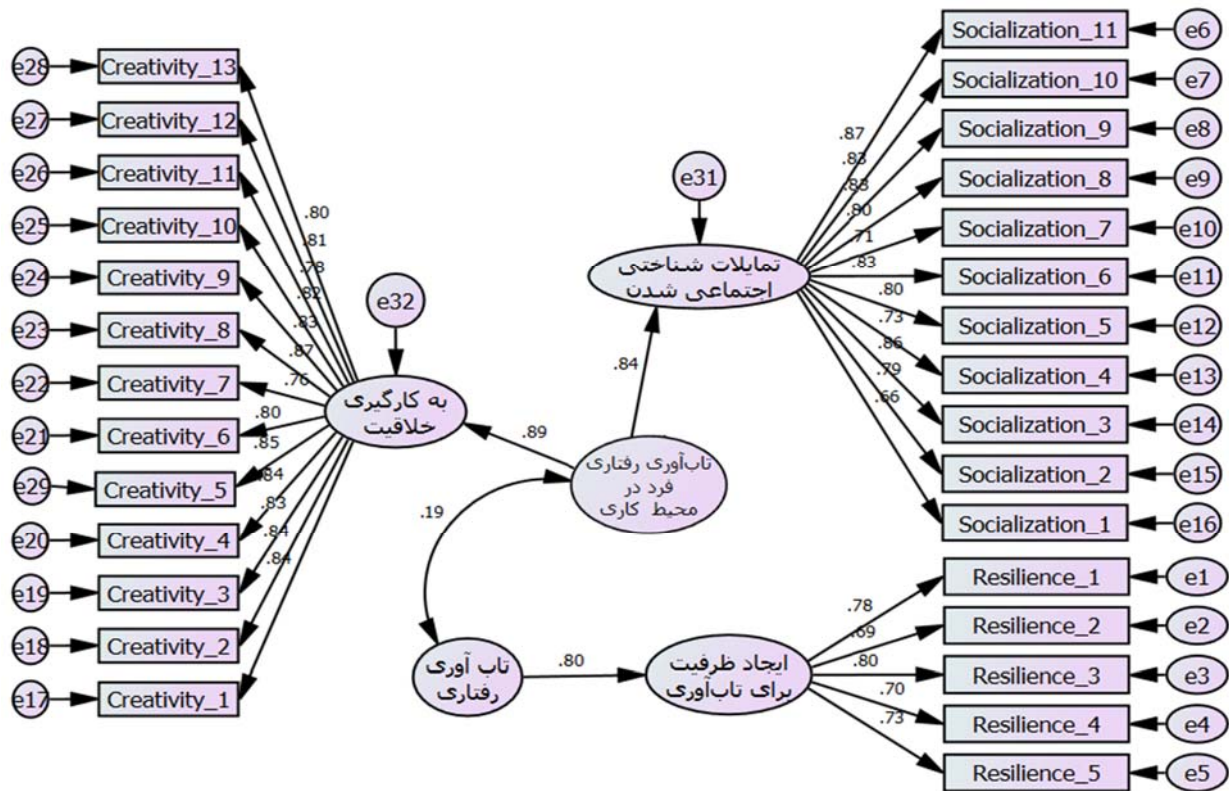 e28
Creativity_13
e27
Creativity_12
e26
Creativity_11
e25
Creativity_10
e24
Creativity_9
e23
Creativity_8
e22
Creativity_7
e21
Creativity_6
e29
Creativity_5
e20
Creativity_4
e19
Creativity_3
e18
Creativity_2
e17
Creativity_1
.80
.81
.78
.82
.83
.87
.76
.80
.85
.84
.83
.84
.84
e32
به کارگیری
خلاقیت
.89
.19
e31
تمایلات شناختی
اجتماعی شدن
.84
تاب‌آوری رفتاری
فرد در
محیط کاری
تاب آوری
رفتاری
.80
ایجاد ظرفیت
برای تاب‌آوری
.87
.83
.83
.80
.71
.83
.80
.73
.86
.79
.66
Socialization_11
e6
Socialization_10
e7
Socialization_9
e8
Socialization_8
e9
Socialization_7
e10
Socialization_6
e11
Socialization_5
e12
Socialization_4
e13
Socialization_3
e14
Socialization_2
e15
Socialization_1
e16
.78
.69
.80
.70
.73
Resilience_1
e1
Resilience_2
e2
Resilience_3
e3
Resilience_4
e4
Resilience_5
e5